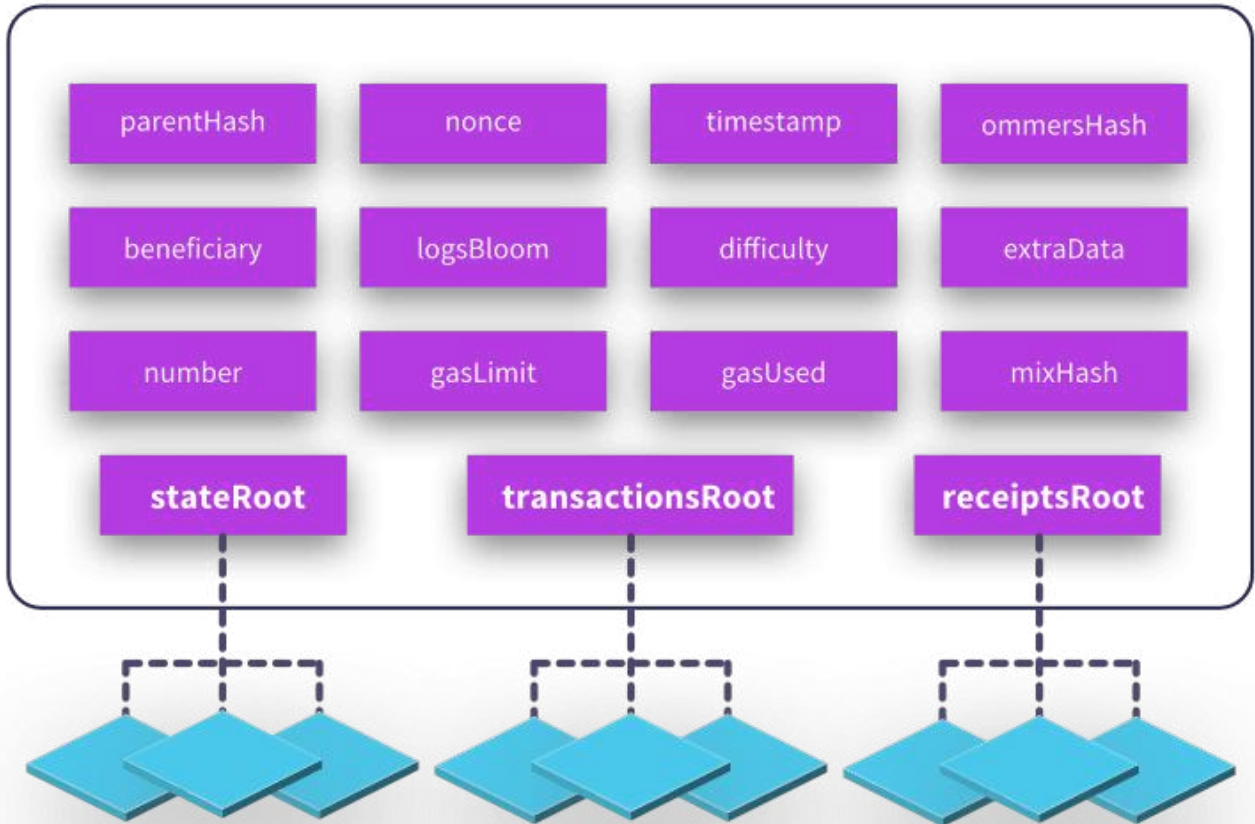 parentHash
nonce
timestamp
ommersHash
beneficiary
logsBloom
difficulty
extraData
number
gasLimit
gasUsed
mixHash
stateRoot
transactionsRoot
receiptsRoot